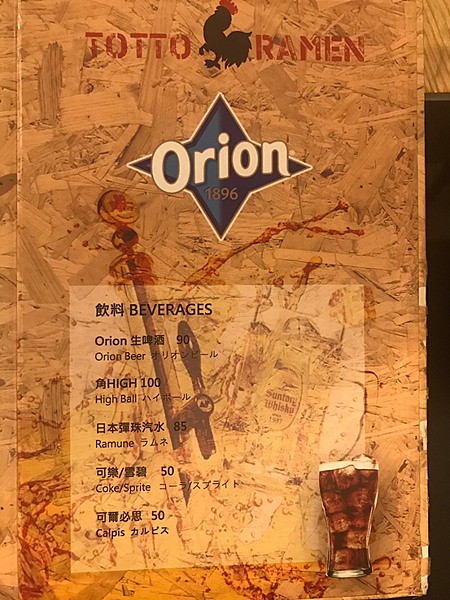 TOTTO RAMEN
Orion
1896
飲料 BEVERAGES
Orion 生啤酒 90
Orion Beer オリオンビール
角HIGH 100
High Ball ハイボール
日本彈珠汽水 85
Ramune ラムネ
可樂/雪碧 50
Coke/Sprite コーラ/スプライト
可爾必思 50
Calpis カルピス
Suntory
Whisky